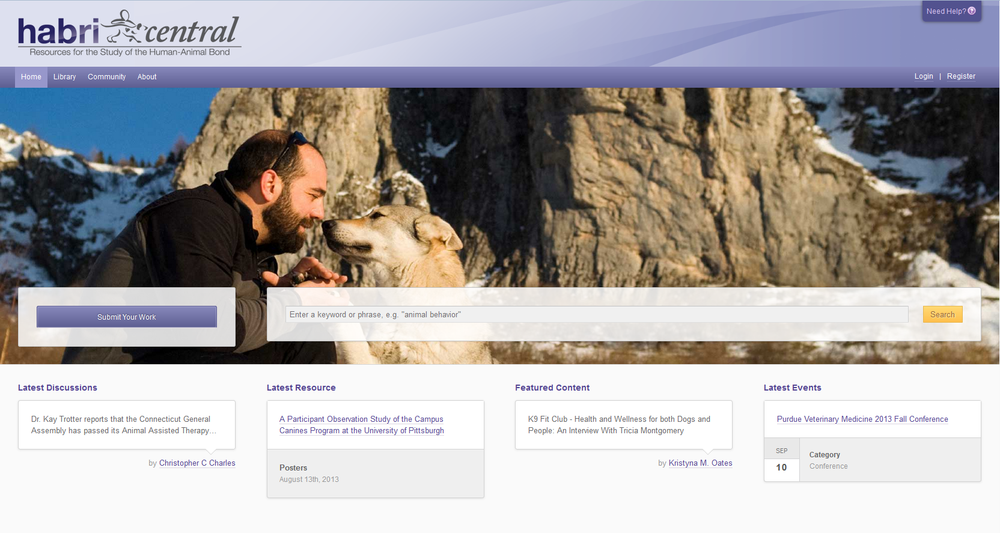 habri central
Resources for the Study of the Human-Animal Bond
Need Help?
Home
Library
Community
About
Login | Register
Submit Your Work
Enter a keyword or phrase, e.g. "animal behavior"
Search
Latest Discussions
Dr. Kay Trotter reports that the Connecticut General
Assembly has passed its Animal Assisted Therapy...
by Christopher C Charles
Latest Resource
A Participant Observation Study of the Campus
Canines Program at the University of Pittsburgh
Posters
August 13th, 2013
Featured Content
K9 Fit Club - Health and Wellness for both Dogs and
People: An Interview With Tricia Montgomery
by Kristyna M. Oates
Latest Events
Purdue Veterinary Medicine 2013 Fall Conference
SEP
10
Category
Conference